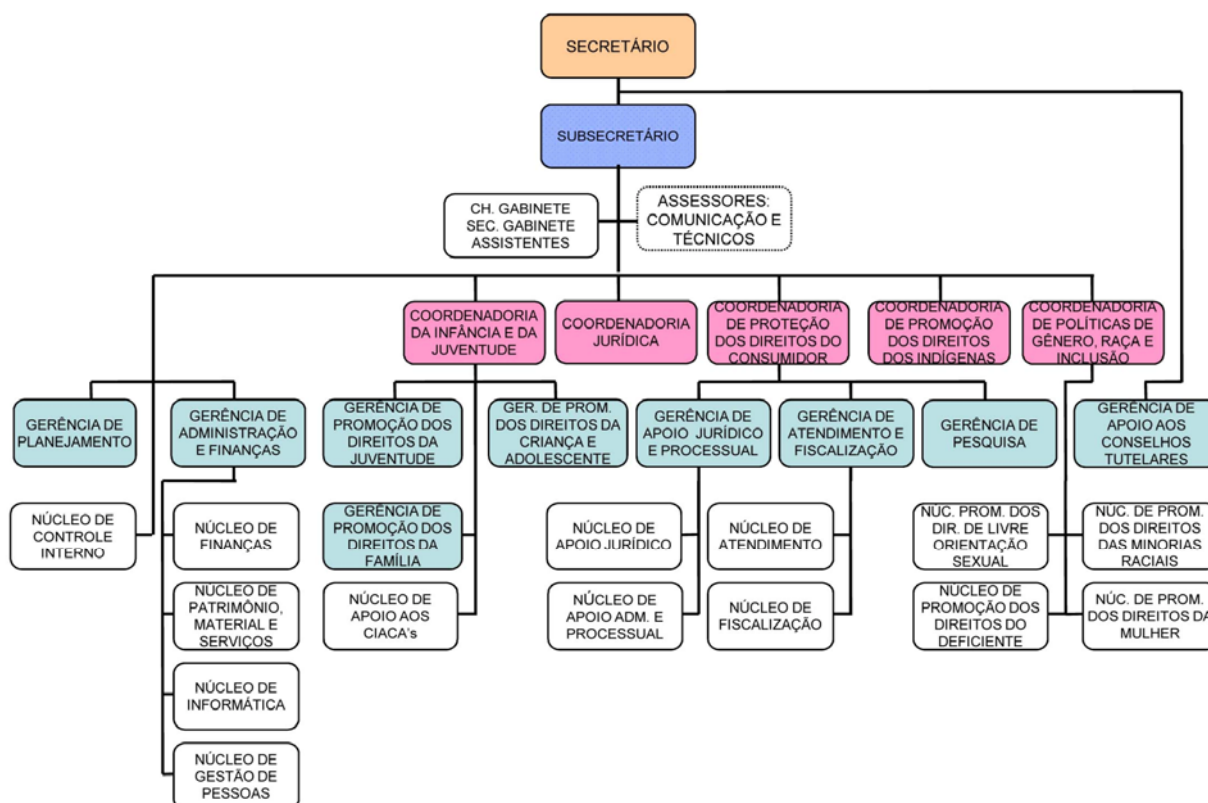 SECRETÁRIO
SUBSECRETÁRIO
CH. GABINETE
SEC. GABINETE
ASSISTENTES
ASSESSORES:
COMUNICAÇÃO E
TÉCNICOS
COORDENADORIA
DA INFÂNCIA E DA
JUVENTUDE
COORDENADORIA
JURÍDICA
COORDENADORIA
DE PROTEÇÃO
DOS DIREITOS DO
CONSUMIDOR
COORDENADORIA
DE PROMOÇÃO
DOS DIREITOS
DOS INDÍGENAS
COORDENADORIA
DE POLÍTICAS DE
GÊNERO, RAÇA E
INCLUSÃO
GERÊNCIA DE
PLANEJAMENTO
GERÊNCIA DE
ADMINISTRAÇÃO
E FINANÇAS
GERÊNCIA DE
PROMOÇÃO DOS
DIREITOS DA
JUVENTUDE
GER. DE PROM.
DOS DIREITOS DA
CRIANÇA E
ADOLESCENTE
GERÊNCIA DE
APOIO JURÍDICO
E PROCESSUAL
GERÊNCIA DE
ATENDIMENTO E
FISCALIZAÇÃO
GERÊNCIA DE
PESQUISA
GERÊNCIA DE
APOIO AOS
CONSELHOS
TUTELARES
NÚCLEO DE
CONTROLE
INTERNO
NÚCLEO DE
FINANÇAS
GERÊNCIA DE
PROMOÇÃO DOS
DIREITOS DA
FAMÍLIA
NÚCLEO DE
APOIO JURÍDICO
NÚCLEO DE
ATENDIMENTO
NÚC. PROM. DOS
DIR. DE LIVRE
ORIENTAÇÃO
SEXUAL
NÚC. DE PROM.
DOS DIREITOS
DAS MINORIAS
RACIAIS
NÚCLEO DE
PATRIMÔNIO,
MATERIAL E
SERVIÇOS
NÚCLEO DE
APOIO AOS
CIACA's
NÚCLEO DE
APOIO ADM. E
PROCESSUAL
NÚCLEO DE
FISCALIZAÇÃO
NÚCLEO DE
PROMOÇÃO DOS
DIREITOS DO
DEFICIENTE
NÚC. DE PROM.
DOS DIREITOS DA
MULHER
NÚCLEO DE
INFORMÁTICA
NÚCLEO DE
GESTÃO DE
PESSOAS